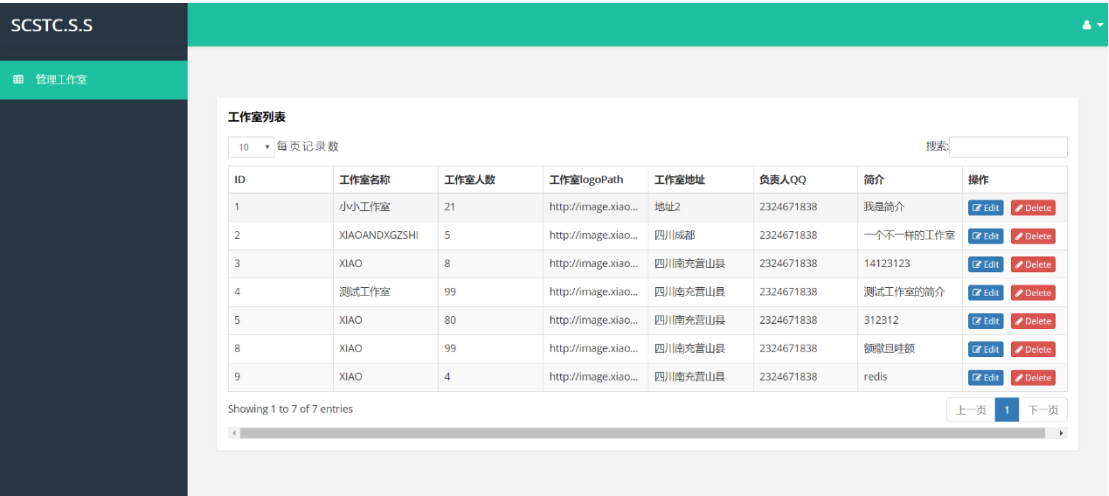 SCSTC.S.S
管理工作室
工作室列表
10 每页记录数 搜索:
ID 工作室名称 工作室人数 工作室logoPath 工作室地址 负责人QQ 简介 操作
1 小小工作室 21 http://image.xiao... 地址2 2324671838 我是简介 Edit Delete
2 XIAOANDXGZSHI 5 http://image.xiao... 四川成都 2324671838 一个不一样的工作室 Edit Delete
3 XIAO 8 http://image.xiao... 四川南充营山县 2324671838 14123123 Edit Delete
4 测试工作室 99 http://image.xiao... 四川南充营山县 2324671838 测试工作室的简介 Edit Delete
5 XIAO 80 http://image.xiao... 四川南充营山县 2324671838 312312 Edit Delete
8 XIAO 99 http://image.xiao... 四川南充营山县 2324671838 额撒旦哇额 Edit Delete
9 XIAO 4 http://image.xiao... 四川南充营山县 2324671838 redis Edit Delete
Showing 1 to 7 of 7 entries 上一页 1 下一页